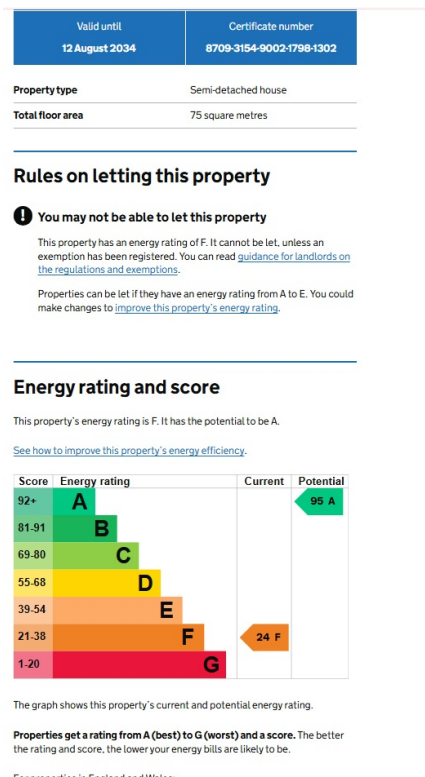 Valid until
12 August 2034
Certificate number
8709-3154-9002-1798-1302
Property type
Semi-detached house
Total floor area
75 square metres
Rules on letting this property
! You may not be able to let this property
This property has an energy rating of F. It cannot be let, unless an
exemption has been registered. You can read guidance for landlords on
the regulations and exemptions.
Properties can be let if they have an energy rating from A to E. You could
make changes to improve this property's energy rating.
Energy rating and score
This property's energy rating is F. It has the potential to be A.
See how to improve this property's energy efficiency.
Score Energy rating Current Potential
92+ A 95 A
81-91 B
69-80 C
55-68 D
39-54 E
21-38 F 24 F
1-20 G
The graph shows this property's current and potential energy rating.
Properties get a rating from A (best) to G (worst) and a score. The better
the rating and score, the lower your energy bills are likely to be.
For properties in England and Wales: